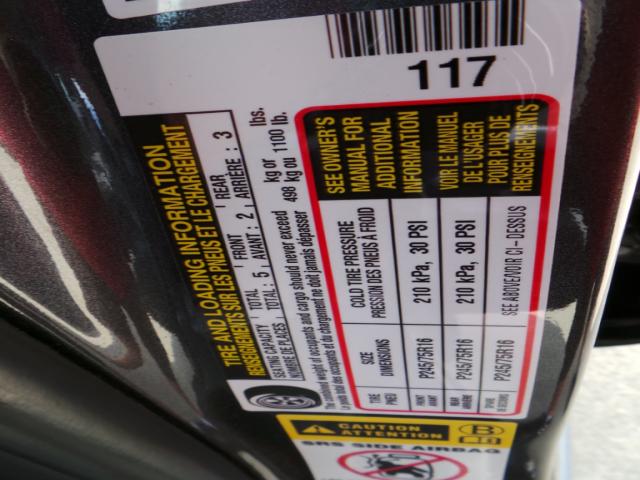 117
TIRE AND LOADING INFORMATION
RENSEIGNEMENTS SUR LES PNEUS ET LE CHARGEMENT
SEATING CAPACITY TOTAL FRONT REAR
NOMBRE DE PLACES TOTAL : 5 AVANT : 2 ARRIÈRE : 3
The combined weight of occupants and cargo should never exceed kg or lbs.
Le poids total des occupants et du chargement ne doit jamais dépasser 498 kg ou 1100 lb.
TIRE SIZE COLD TIRE PRESSURE SEE OWNER'S
PNEU DIMENSIONS PRESSION DES PNEUS À FROID MANUAL FOR
ADDITIONAL
FRONT P245/75R16 210 kPa, 30 PSI INFORMATION
AVANT
REAR P245/75R16 210 kPa, 30 PSI VOIR LE MANUEL
ARRIÈRE DE L'USAGER
SPARE P245/75R16 SEE ABOVE/VOIR CI-DESSUS POUR PLUS DE
DE SECOURS RENSEIGNEMENTS
CAUTION
ATTENTION
B
SRS SIDE AIRBAG